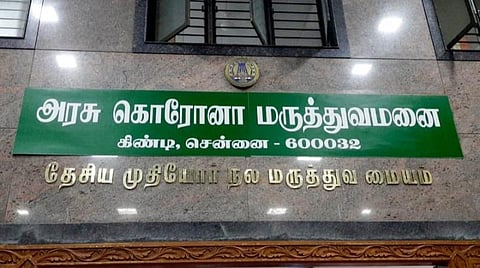 அரசு கொரோனா மருத்துவமனை
கிண்டி, சென்னை - 600032
தேசிய முதியோர் நல மருத்துவ மையம்